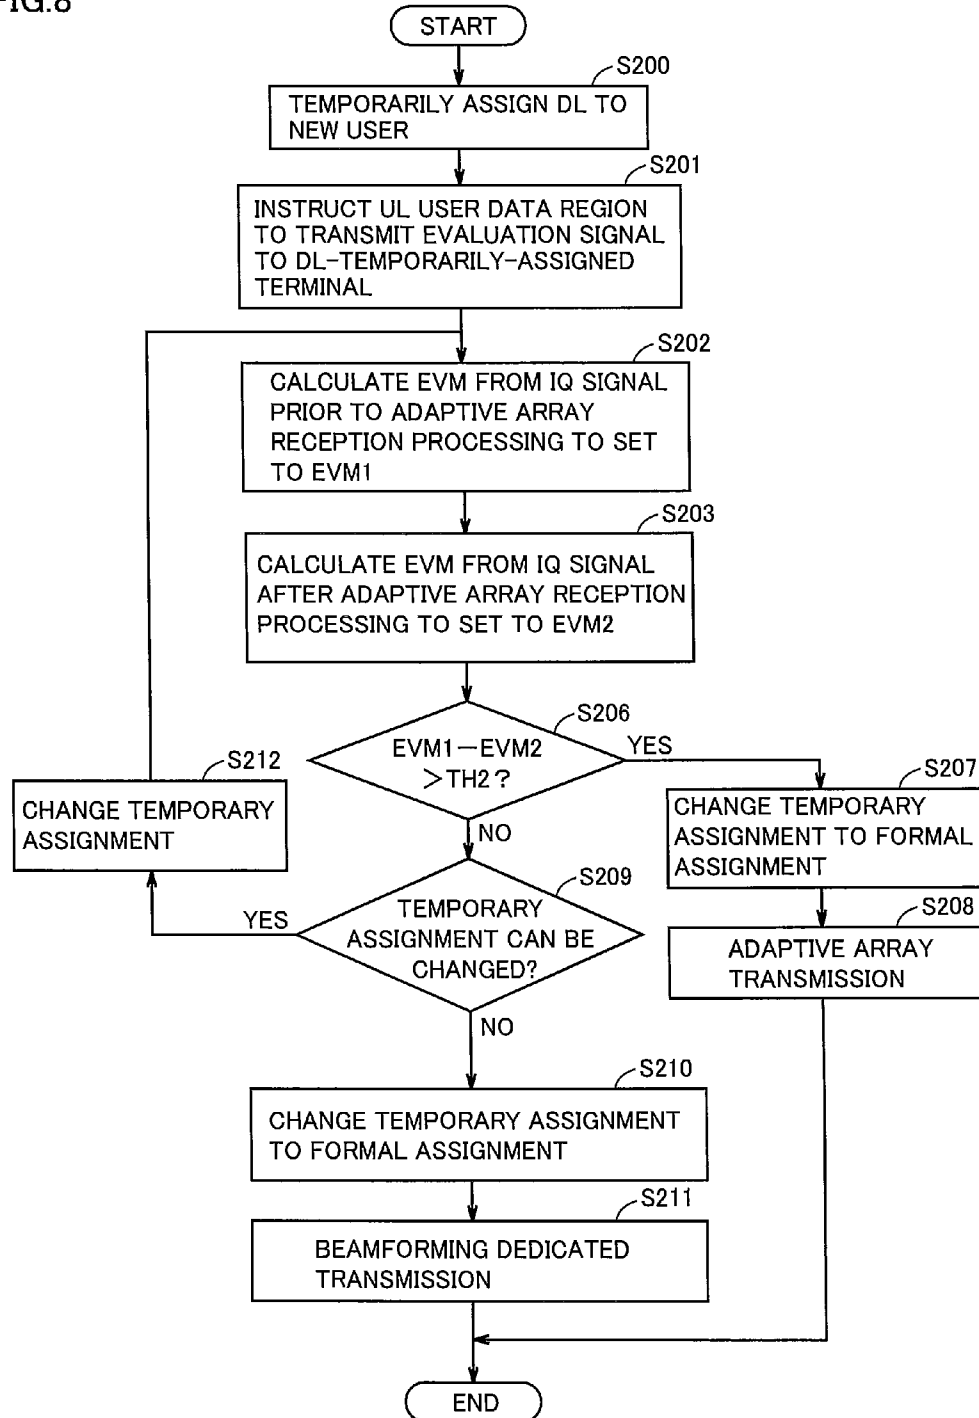 FIG.8
START
S200
TEMPORARILY ASSIGN DL TO
NEW USER
S201
INSTRUCT UL USER DATA REGION
TO TRANSMIT EVALUATION SIGNAL
TO DL-TEMPORARILY-ASSIGNED
TERMINAL
S202
CALCULATE EVM FROM IQ SIGNAL
PRIOR TO ADAPTIVE ARRAY
RECEPTION PROCESSING TO SET
TO EVM1
S203
CALCULATE EVM FROM IQ SIGNAL
AFTER ADAPTIVE ARRAY RECEPTION
PROCESSING TO SET TO EVM2
S206
EVM1－EVM2
＞TH2？
YES
NO
S207
CHANGE TEMPORARY
ASSIGNMENT TO FORMAL
ASSIGNMENT
S208
ADAPTIVE ARRAY
TRANSMISSION
S212
CHANGE TEMPORARY
ASSIGNMENT
S209
TEMPORARY
ASSIGNMENT CAN BE
CHANGED?
YES
NO
S210
CHANGE TEMPORARY ASSIGNMENT
TO FORMAL ASSIGNMENT
S211
BEAMFORMING DEDICATED
TRANSMISSION
END